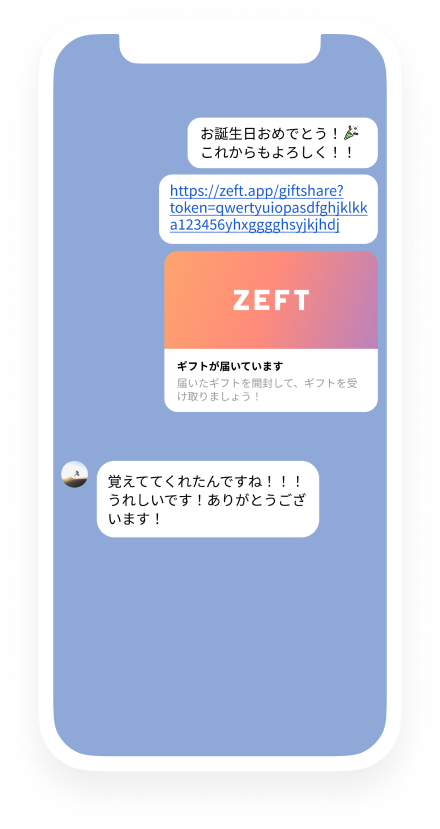 お誕生日おめでとう！🎉
これからもよろしく！！
https://zeft.app/giftshare?
token=qwertyuiopasdfghjklkk
a123456yhxgggghsyjkjhdj
ZEFT
ギフトが届いています
届いたギフトを開封して、ギフトを受
け取りましょう！
覚えててくれたんですね！！！
うれしいです！ありがとうござ
います！